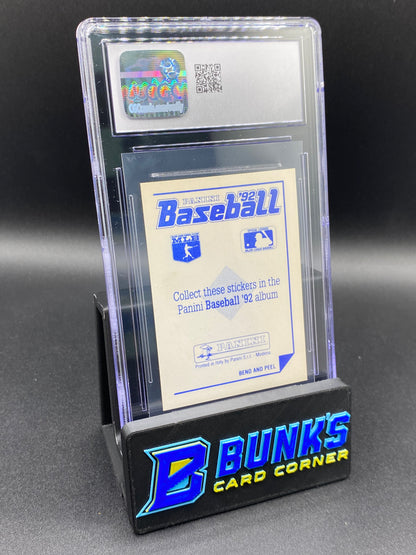 PANINI '92
Baseball
MLB
Collect these stickers in the
Panini Baseball '92 album
PANINI
Printed in Italy by Panini S.r.l. - Modena
BEND AND PEEL
B BUNK'S
CARD CORNER